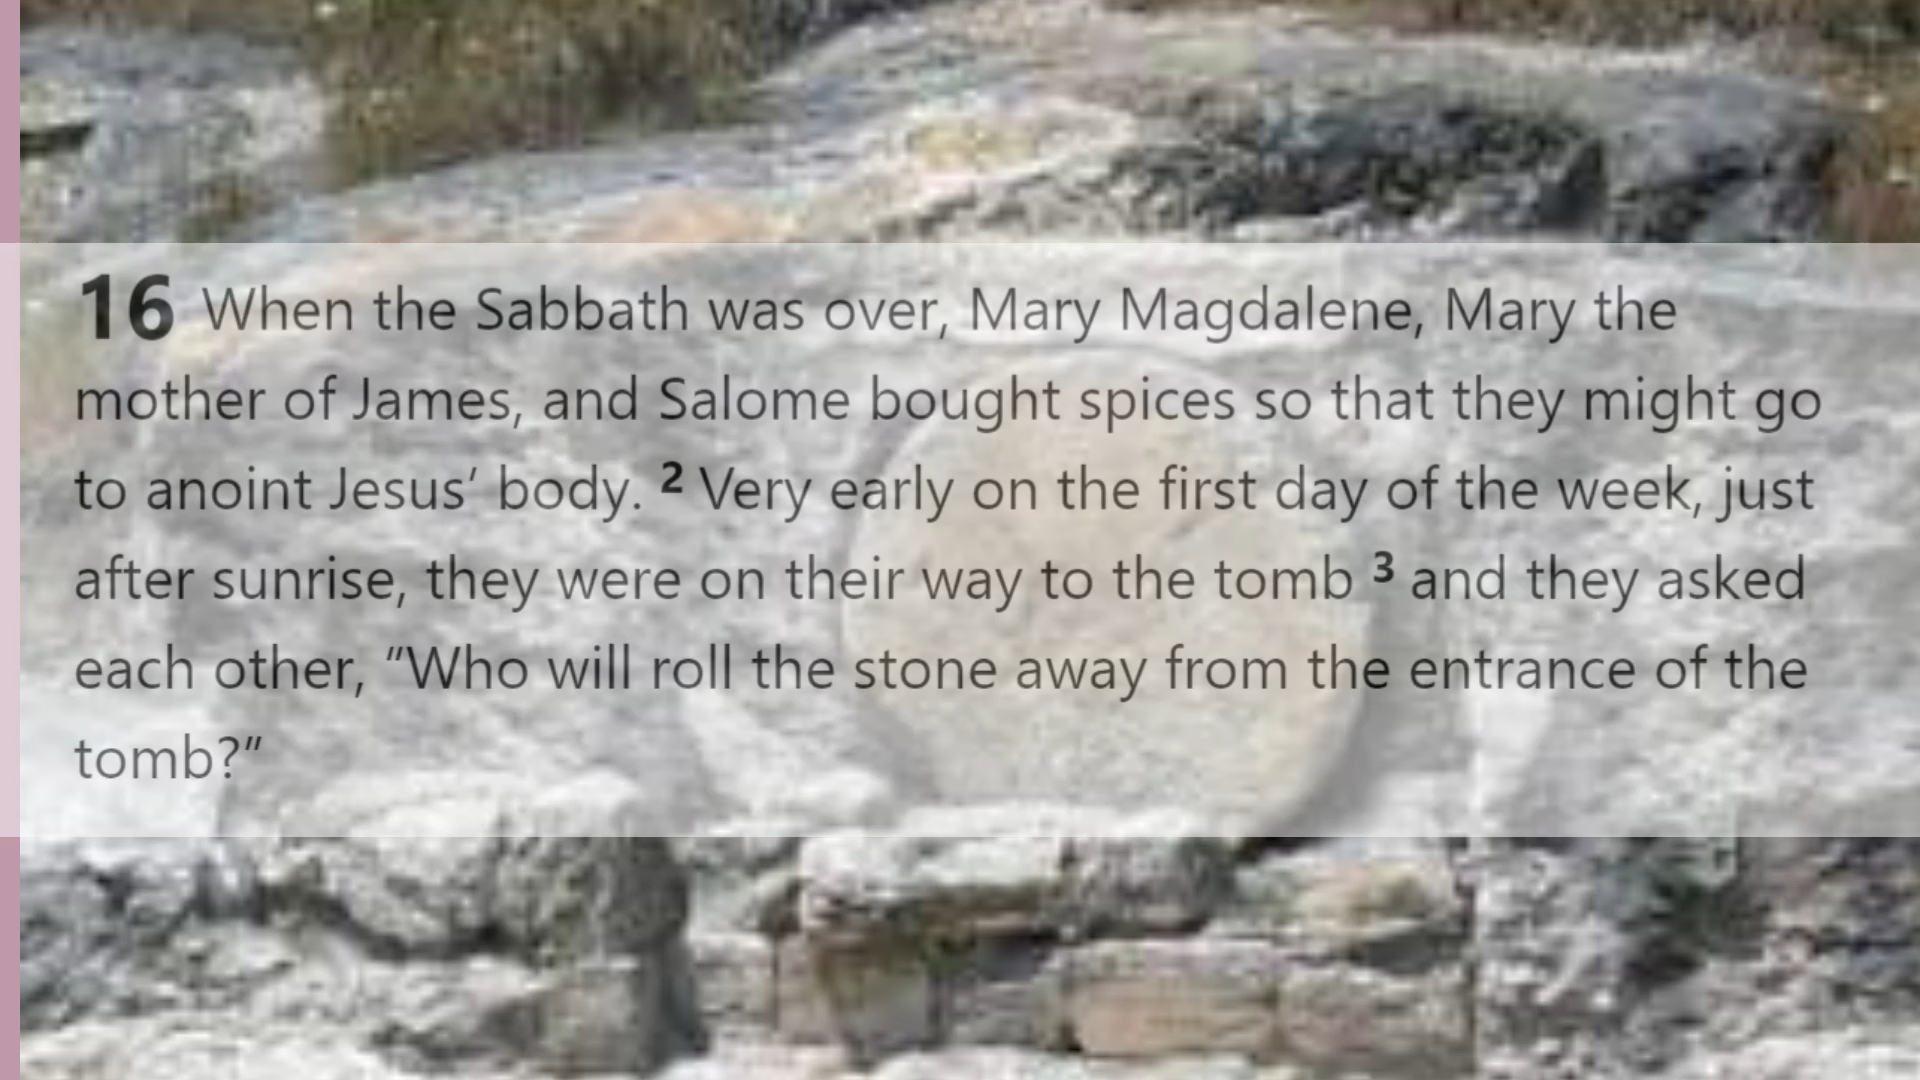 16 When the Sabbath was over, Mary Magdalene, Mary the
mother of James, and Salome bought spices so that they might go
to anoint Jesus’ body. 2 Very early on the first day of the week, just
after sunrise, they were on their way to the tomb 3 and they asked
each other, “Who will roll the stone away from the entrance of the
tomb?”